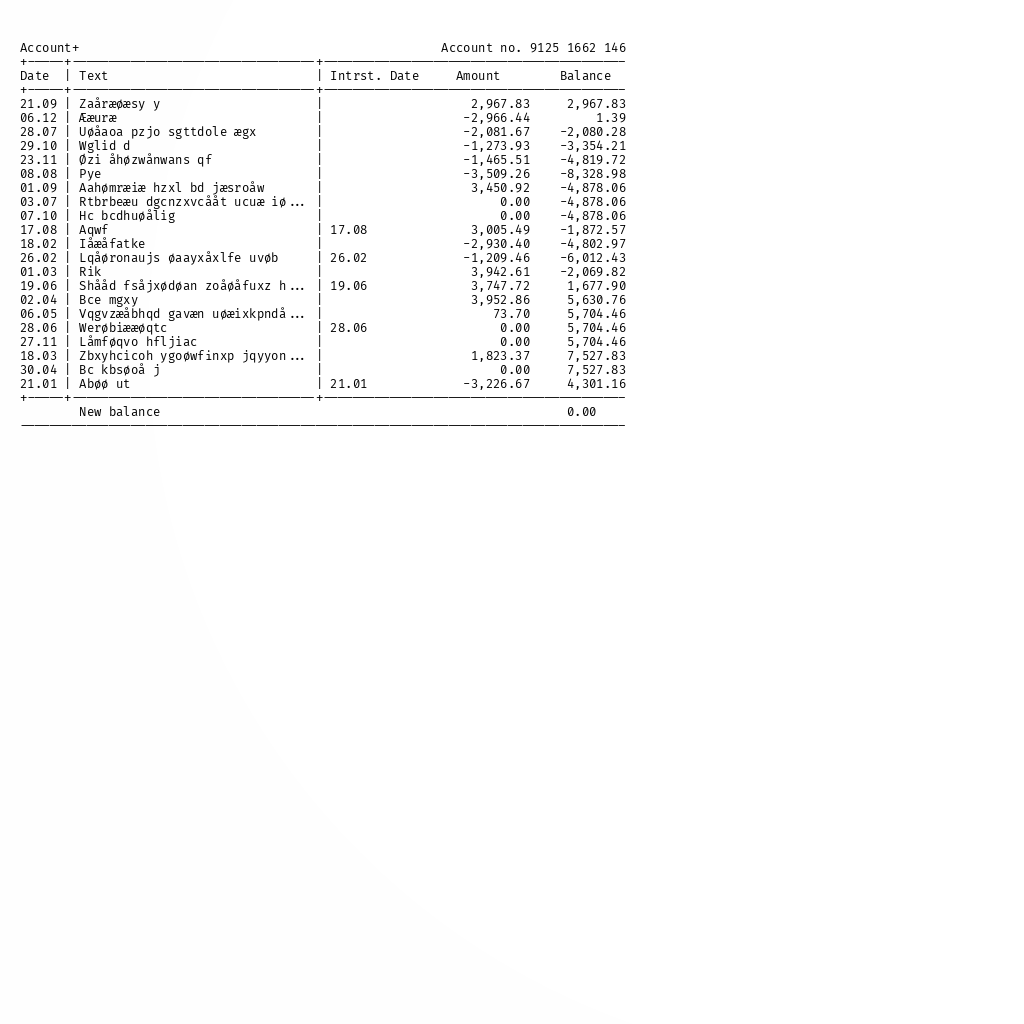 Account+ Account no. 9125 1662 146
Date | Text | Intrst. Date Amount Balance
21.09 | Zaåræøæsy y | 2,967.83 2,967.83
06.12 | Ææuræ | -2,966.44 1.39
28.07 | Uøåaoa pzjo sgttdole ægx | -2,081.67 -2,080.28
29.10 | Wglid d | -1,273.93 -3,354.21
23.11 | Øzi åhøzwånwans qf | -1,465.51 -4,819.72
08.08 | Pye | -3,509.26 -8,328.98
01.09 | Aahømræiæ hzxl bd jæsroåw | 3,450.92 -4,878.06
03.07 | Rtbrbeæu dgcnzxvcååt ucuæ iø... | 0.00 -4,878.06
07.10 | Hc bcdhuøålig | 0.00 -4,878.06
17.08 | Aqwf | 17.08 3,005.49 -1,872.57
18.02 | Iåæåfatke | -2,930.40 -4,802.97
26.02 | Lqåøronaujs øaayxåxlfe uvøb | 26.02 -1,209.46 -6,012.43
01.03 | Rik | 3,942.61 -2,069.82
19.06 | Shååd fsåjxødøan zoåøåfuxz h... | 19.06 3,747.72 1,677.90
02.04 | Bce mgxy | 3,952.86 5,630.76
06.05 | Vqgvzæåbhqd gavæn uøæixkpndå... | 73.70 5,704.46
28.06 | Werøbiææøqtc | 28.06 0.00 5,704.46
27.11 | Låmføqvo hfljiac | 0.00 5,704.46
18.03 | Zbxyhcicoh ygoøwfinxp jqyyon... | 1,823.37 7,527.83
30.04 | Bc kbsøoå j | 0.00 7,527.83
21.01 | Abøø ut | 21.01 -3,226.67 4,301.16
New balance 0.00